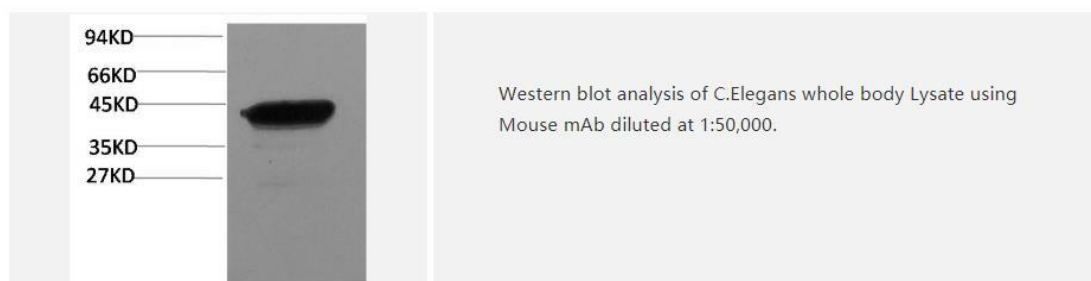 94KD
66KD
45KD
35KD
27KD
Western blot analysis of C.Elegans whole body Lysate using
Mouse mAb diluted at 1:50,000.